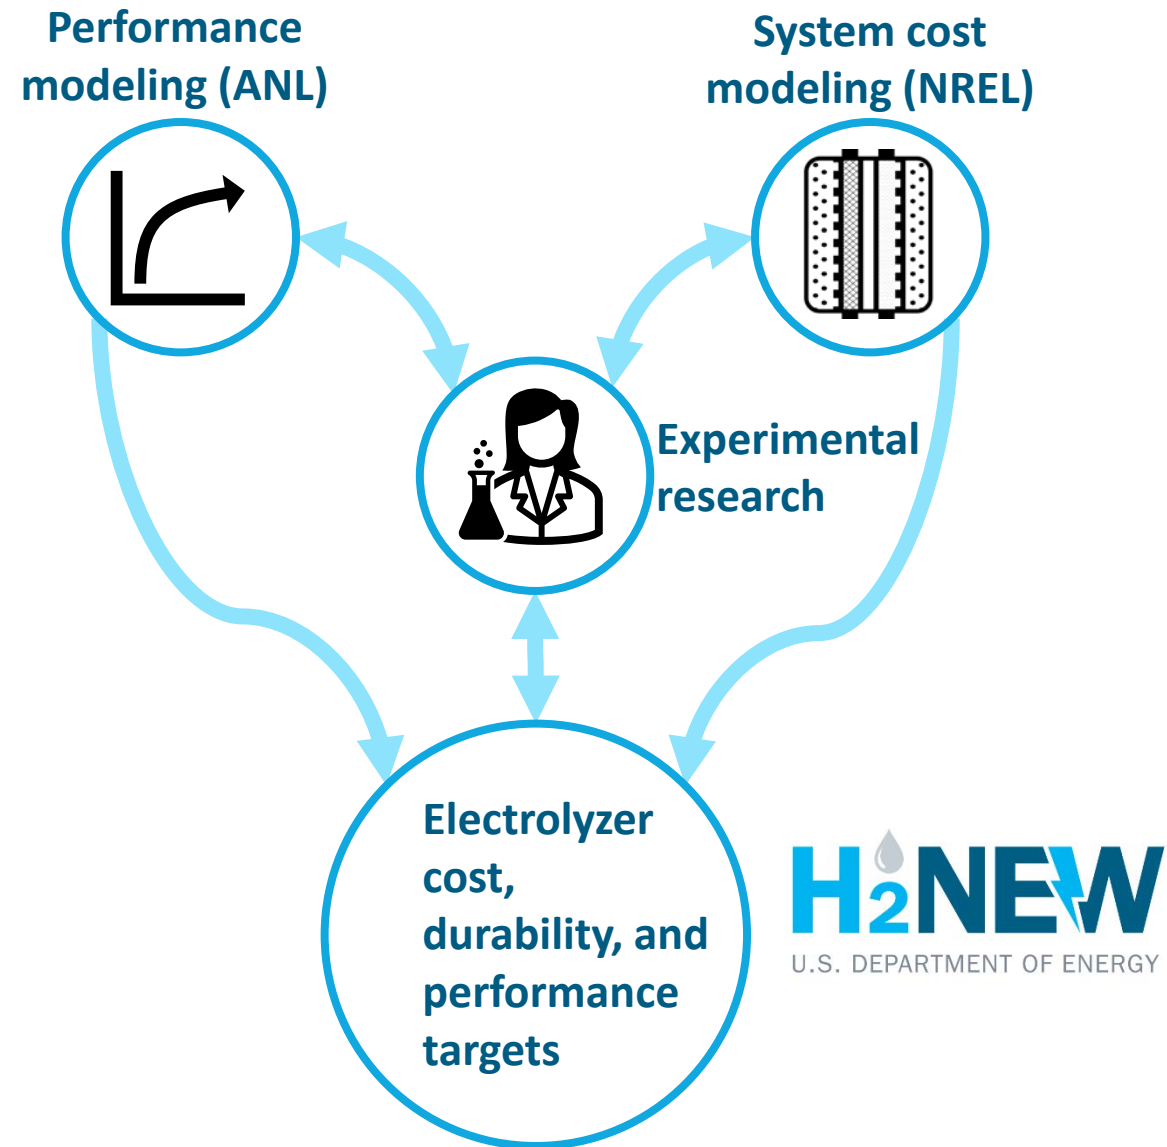 Performance
modeling (ANL)
System cost
modeling (NREL)
Experimental
research
Electrolyzer
cost,
durability, and
performance
targets
H2NEW
U.S. DEPARTMENT OF ENERGY